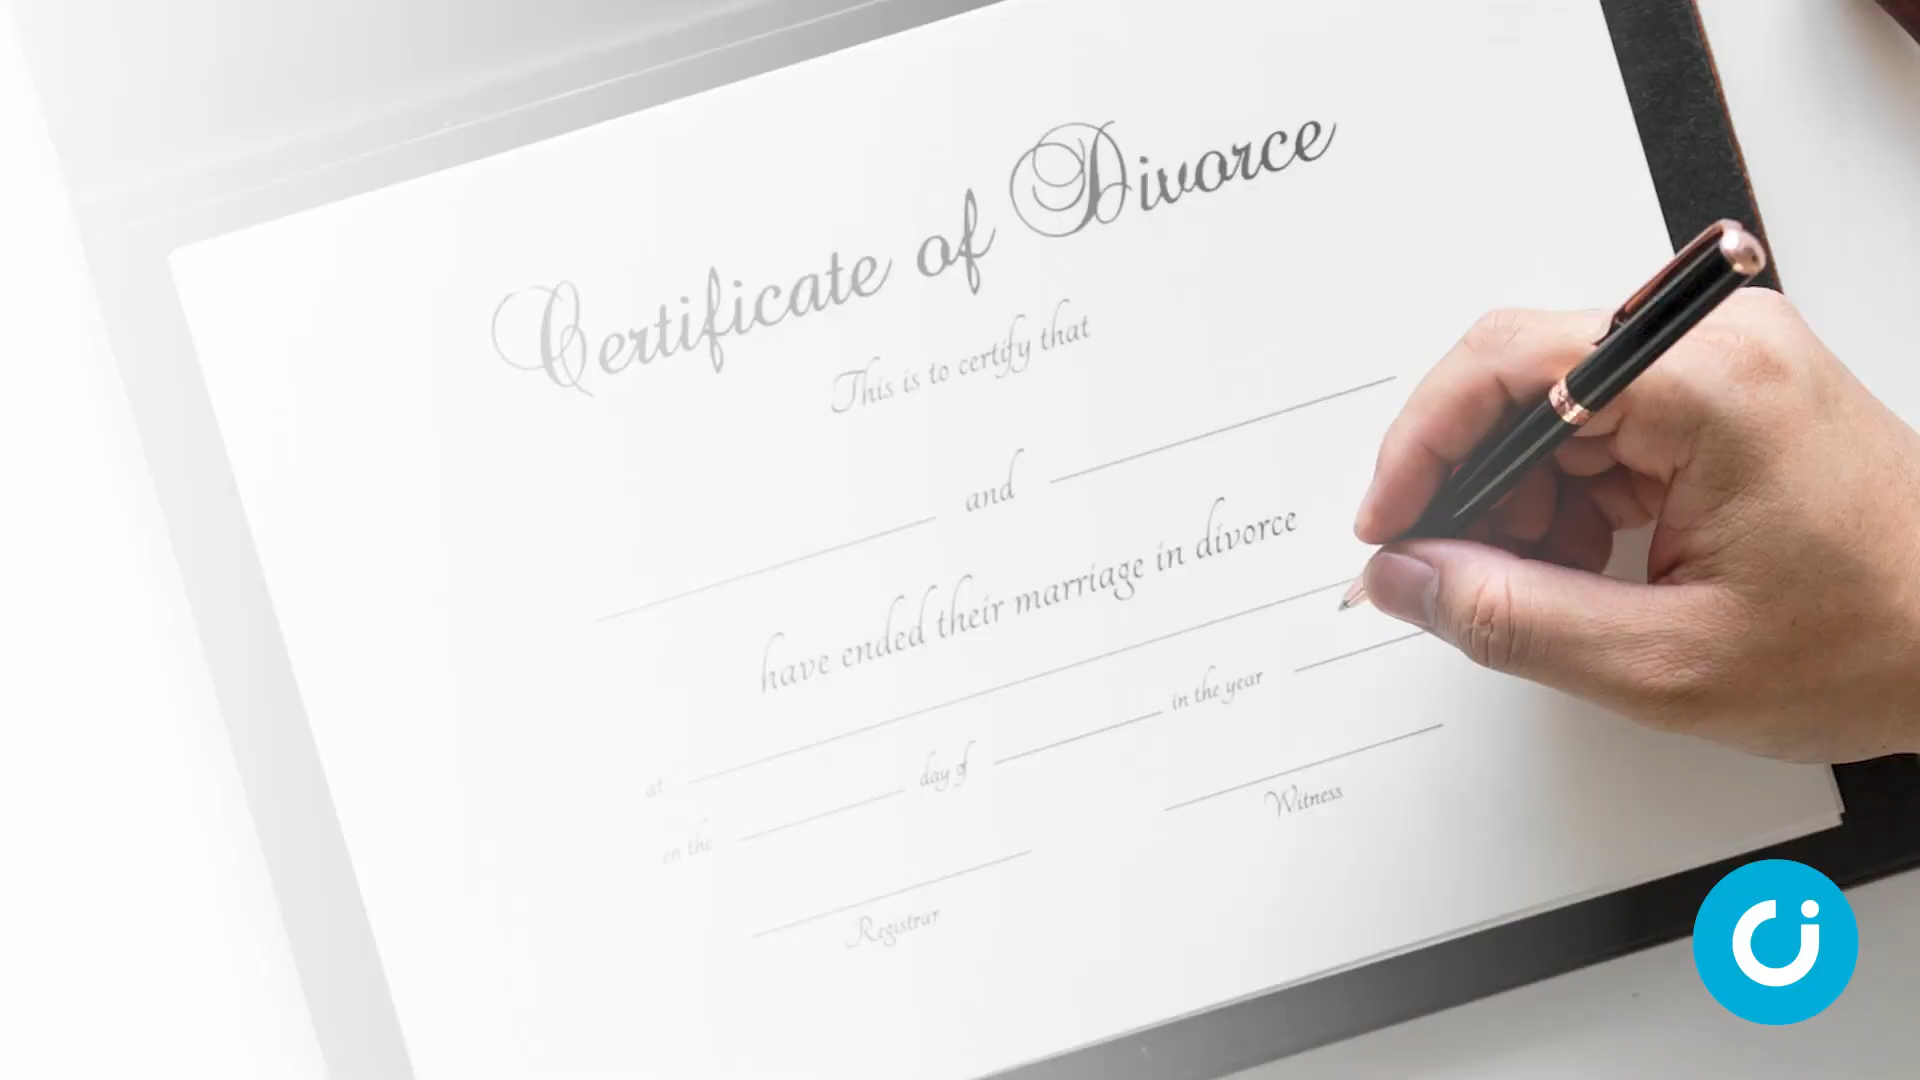 Certificate of Divorce
This is to certify that
and
have ended their marriage in divorce
at
on the day of in the year
Registrar Witness